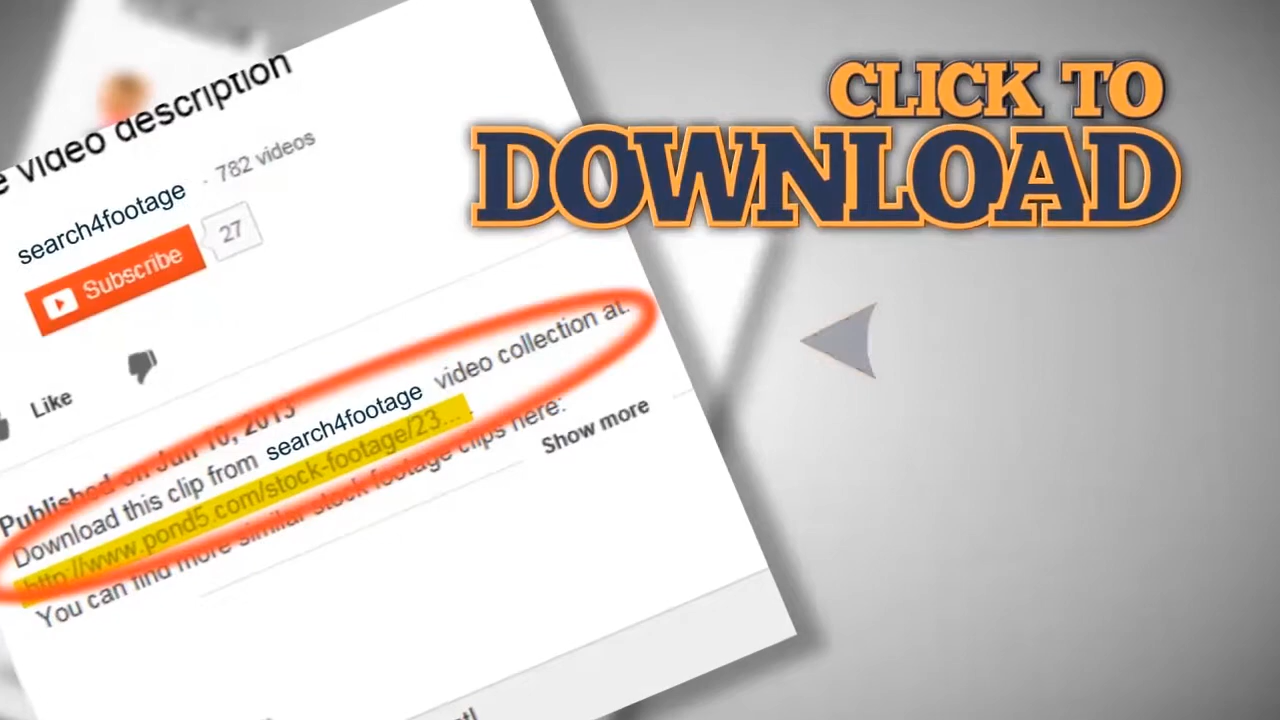 CLICK TO
DOWNLOAD
video description
search4footage · 782 videos
Subscribe 27
Like
Published on Jun 10, 2013
Download this clip from search4footage video collection at:
http://www.pond5.com/stock-footage/23...
You can find more similar stock footage clips here:
Show more